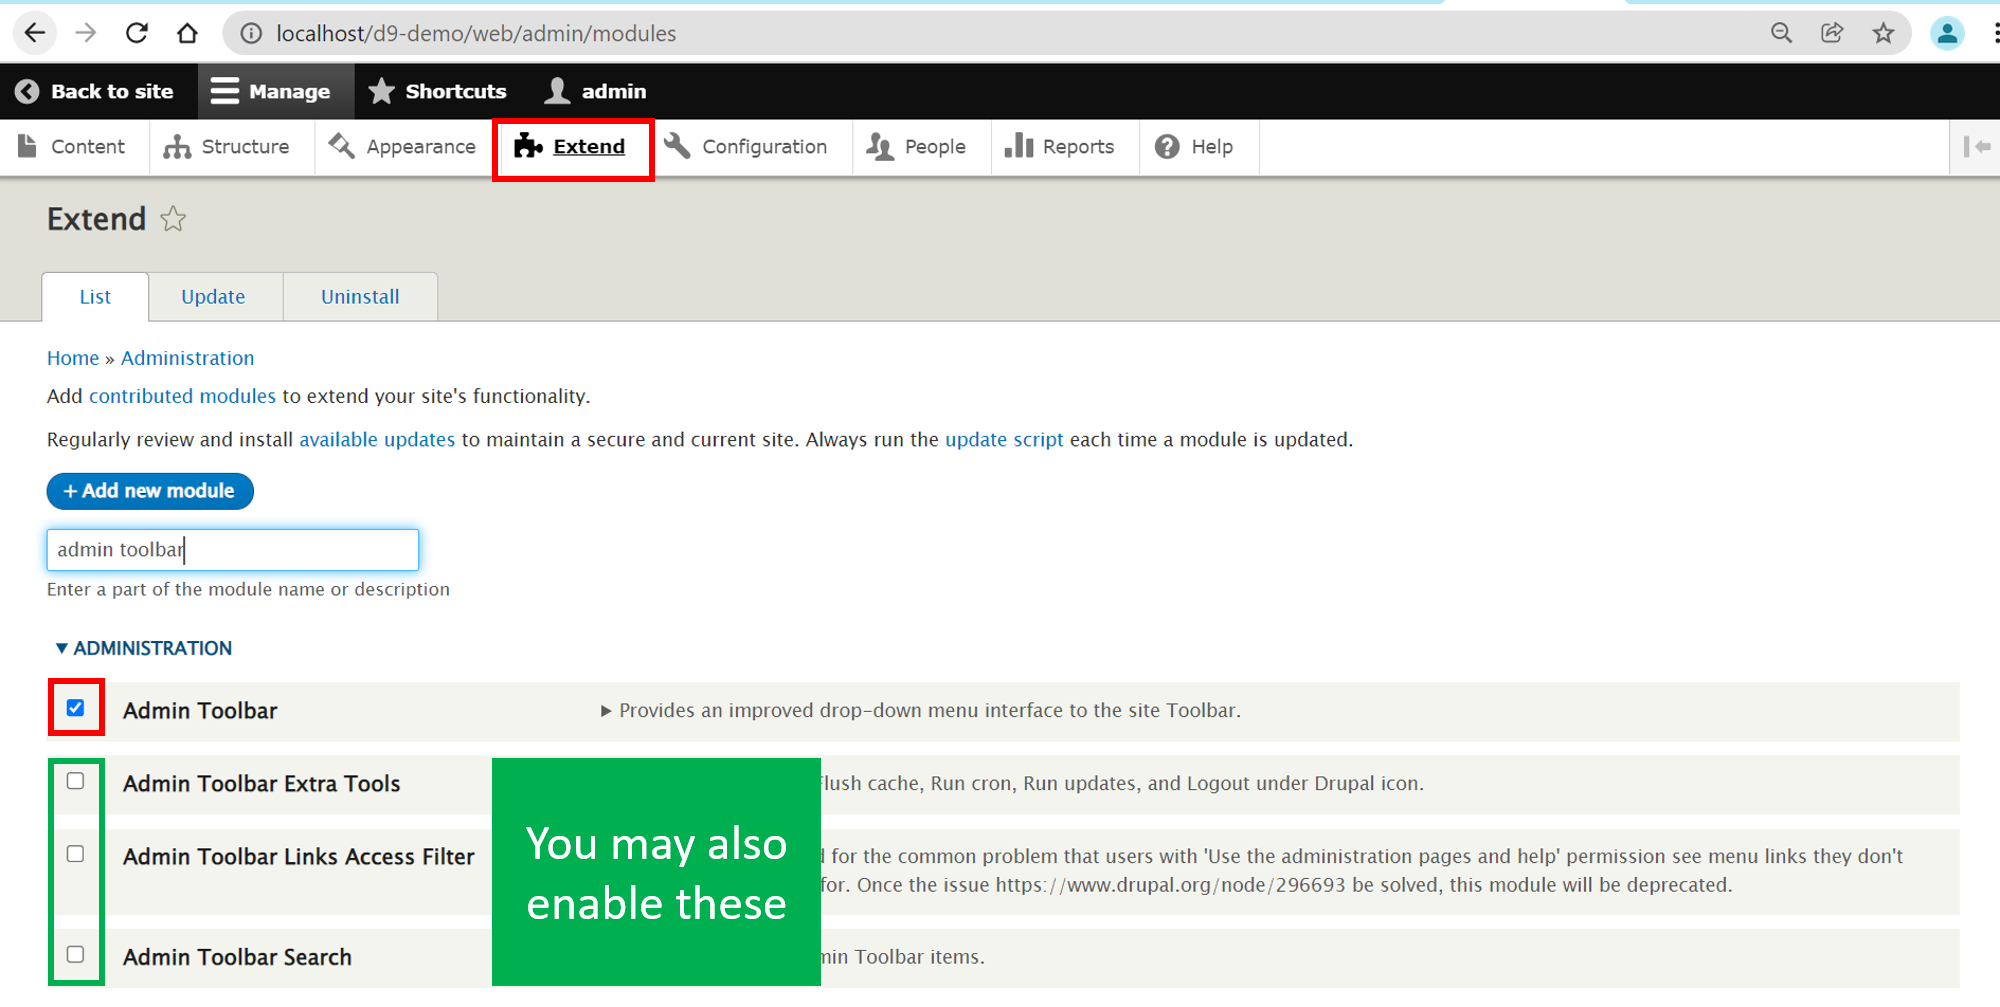 localhost/d9-demo/web/admin/modules
Back to site Manage Shortcuts admin
Content Structure Appearance Extend Configuration People Reports Help
Extend
List Update Uninstall
Home » Administration
Add contributed modules to extend your site's functionality.
Regularly review and install available updates to maintain a secure and current site. Always run the update script each time a module is updated.
+ Add new module
admin toolbar
Enter a part of the module name or description
▼ ADMINISTRATION
Admin Toolbar ▶ Provides an improved drop-down menu interface to the site Toolbar.
Admin Toolbar Extra Tools Flush cache, Run cron, Run updates, and Logout under Drupal icon.
Admin Toolbar Links Access Filter for the common problem that users with 'Use the administration pages and help' permission see menu links they don't
for. Once the issue https://www.drupal.org/node/296693 be solved, this module will be deprecated.
Admin Toolbar Search Toolbar items.
You may also
enable these